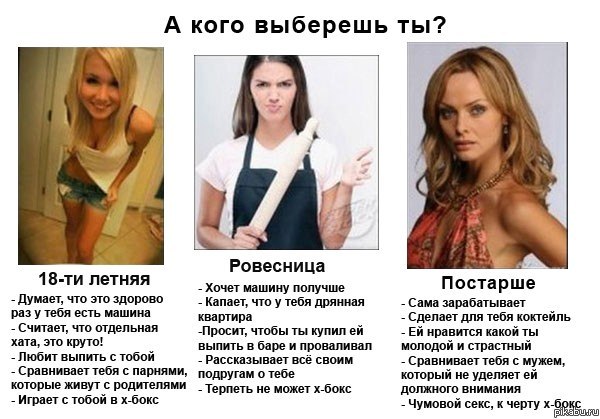 А кого выберешь ты?
18-ти летняя
- Думает, что это здорово
раз у тебя есть машина
- Считает, что отдельная
хата, это круто!
- Любит выпить с тобой
- Сравнивает тебя с парнями,
которые живут с родителями
- Играет с тобой в х-бокс
Ровесница
- Хочет машину получше
- Капает, что у тебя дрянная
квартира
-Просит, чтобы ты купил ей
выпить в баре и проваливал
- Рассказывает всё своим
подругам о тебе
- Терпеть не может х-бокс
Постарше
- Сама зарабатывает
- Сделает для тебя коктейль
- Ей нравится какой ты
молодой и страстный
- Сравнивает тебя с мужем,
который не уделяет ей
должного внимания
- Чумовой секс, к черту х-бокс
pikabu.ru